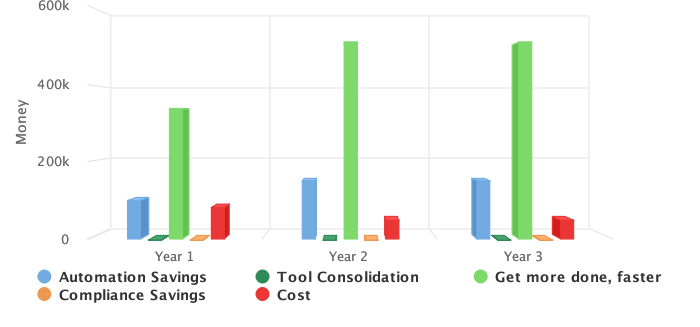 600k
400k
200k
0
Money
Year 1 Year 2 Year 3
Automation Savings Tool Consolidation Get more done, faster
Compliance Savings Cost